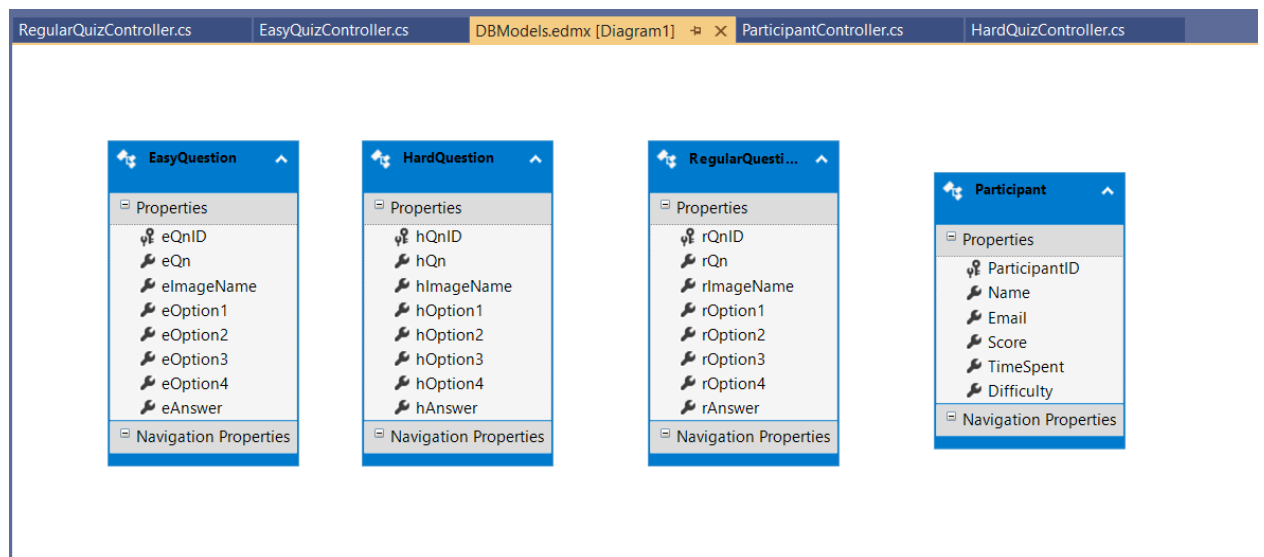 RegularQuizController.cs EasyQuizController.cs DBModels.edmx [Diagram1] ParticipantController.cs HardQuizController.cs
EasyQuestion
Properties
eQnID
eQn
eImageName
eOption1
eOption2
eOption3
eOption4
eAnswer
Navigation Properties
HardQuestion
Properties
hQnID
hQn
hImageName
hOption1
hOption2
hOption3
hOption4
hAnswer
Navigation Properties
RegularQuesti...
Properties
rQnID
rQn
rImageName
rOption1
rOption2
rOption3
rOption4
rAnswer
Navigation Properties
Participant
Properties
ParticipantID
Name
Email
Score
TimeSpent
Difficulty
Navigation Properties